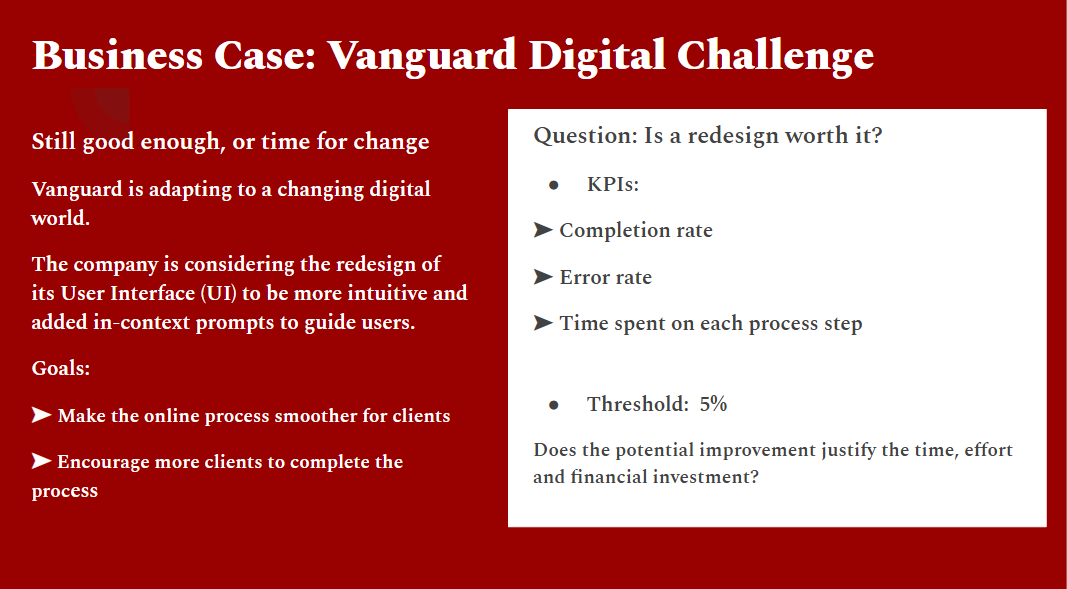 Business Case: Vanguard Digital Challenge
Still good enough, or time for change
Vanguard is adapting to a changing digital
world.
The company is considering the redesign of
its User Interface (UI) to be more intuitive and
added in-context prompts to guide users.
Goals:
➤ Make the online process smoother for clients
➤ Encourage more clients to complete the
process
Question: Is a redesign worth it?
● KPIs:
➤ Completion rate
➤ Error rate
➤ Time spent on each process step
● Threshold: 5%
Does the potential improvement justify the time, effort
and financial investment?